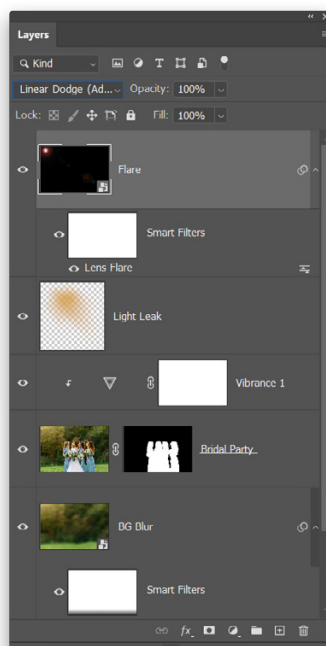 Layers
Kind
Linear Dodge (Ad... Opacity: 100%
Lock: Fill: 100%
Flare
Smart Filters
Lens Flare
Light Leak
Vibrance 1
Bridal Party
BG Blur
Smart Filters
fx